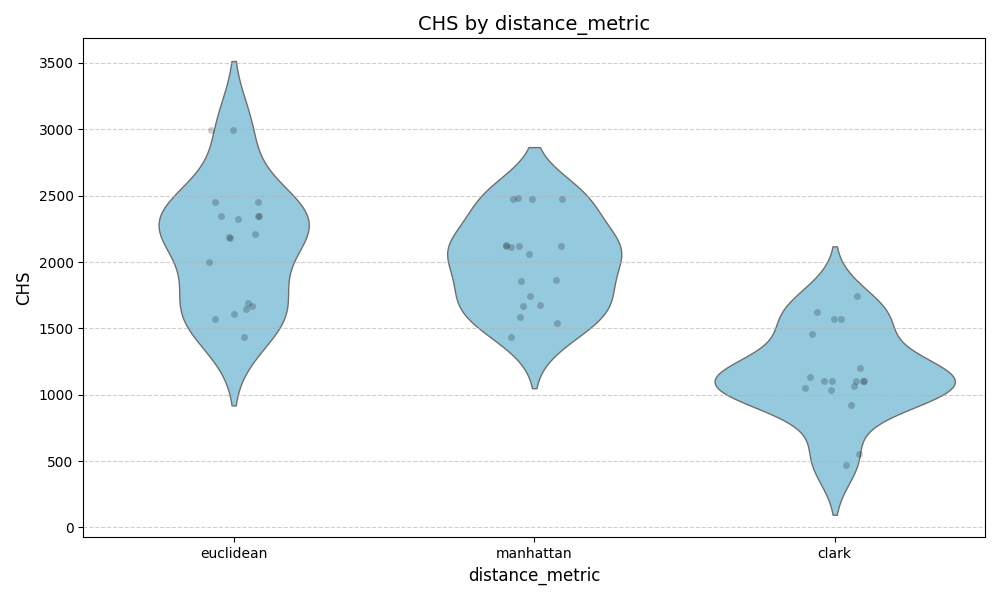 CHS by distance_metric
CHS
3500
3000
2500
2000
1500
1000
500
0
euclidean
manhattan
clark
distance_metric